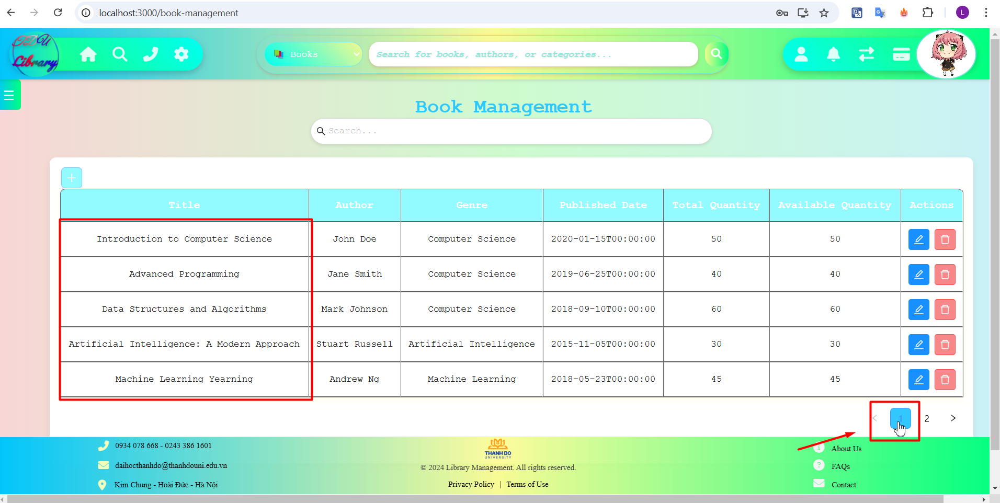 localhost:3000/book-management
L
TDU
Library
Books
Search for books, authors, or categories...
Book Management
Search...
Title Author Genre Published Date Total Quantity Available Quantity Actions
Introduction to Computer Science John Doe Computer Science 2020-01-15T00:00:00 50 50
Advanced Programming Jane Smith Computer Science 2019-06-25T00:00:00 40 40
Data Structures and Algorithms Mark Johnson Computer Science 2018-09-10T00:00:00 60 60
Artificial Intelligence: A Modern Approach Stuart Russell Artificial Intelligence 2015-11-05T00:00:00 30 30
Machine Learning Yearning Andrew Ng Machine Learning 2018-05-23T00:00:00 45 45
1 2
0934 078 668 - 0243 386 1601
daihocthanhdo@thanhdouni.edu.vn
Kim Chung - Hoài Đức - Hà Nội
THANH DO
UNIVERSITY
© 2024 Library Management. All rights reserved.
Privacy Policy | Terms of Use
About Us
FAQs
Contact